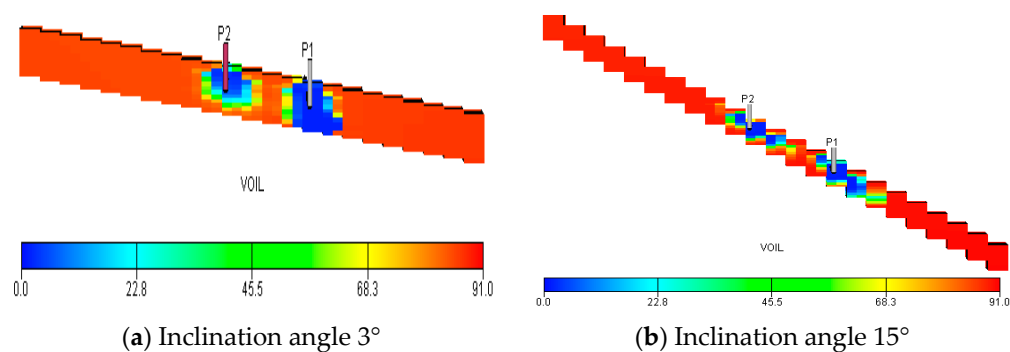 P2
P1
VOIL
0.0 22.8 45.5 68.3 91.0
(a) Inclination angle 3°
P2
P1
VOIL
0.0 22.8 45.5 68.3 91.0
(b) Inclination angle 15°